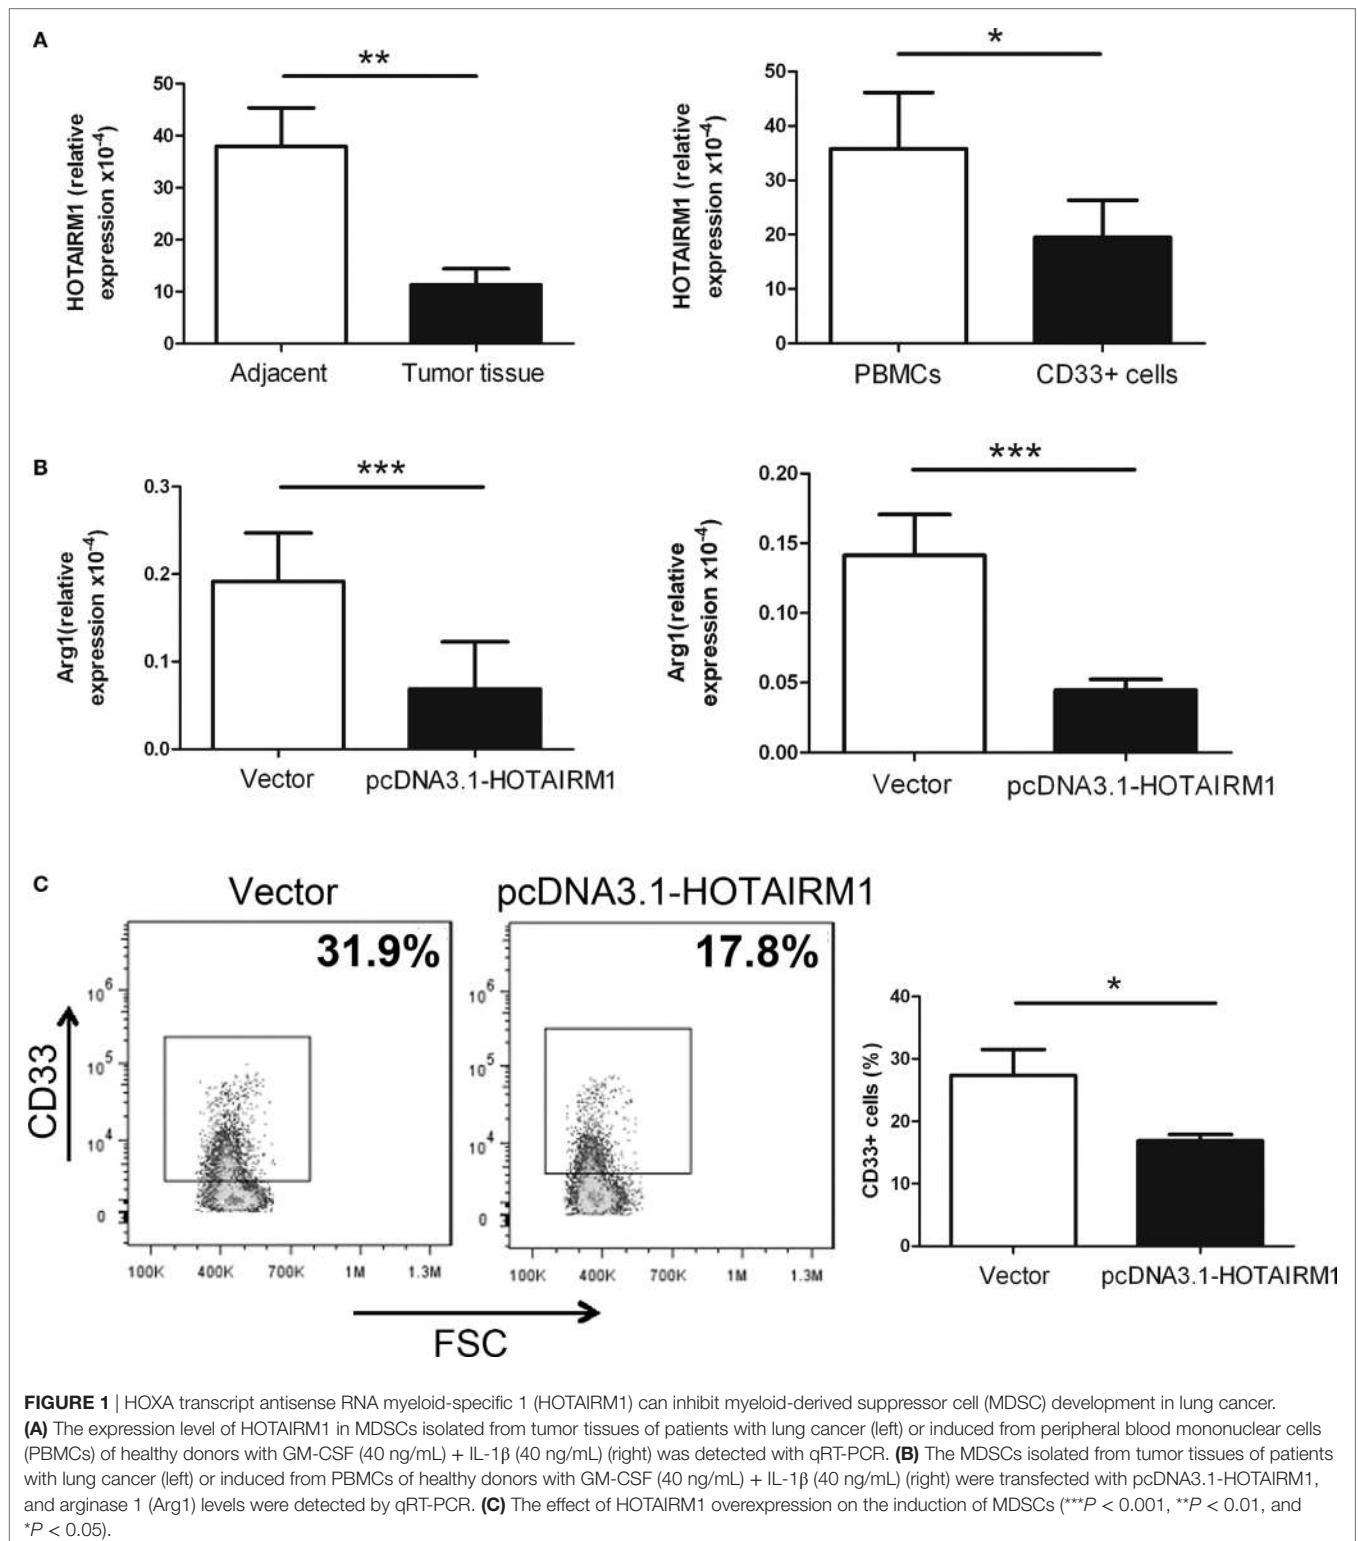 A
**
HOTAIRM1 (relative
expression x10-4)
50
40
30
20
10
0
Adjacent
Tumor tissue
*
HOTAIRM1 (relative
expression x10-4)
50
40
30
20
10
0
PBMCs
CD33+ cells
B
***
Arg1(relative
expression x10-4)
0.3
0.2
0.1
0.0
Vector
pcDNA3.1-HOTAIRM1
***
Arg1(relative
expression x10-4)
0.20
0.15
0.10
0.05
0.00
Vector
pcDNA3.1-HOTAIRM1
C
Vector
31.9%
CD33
10^6
10^5
10^4
0
100K 400K 700K 1M 1.3M
pcDNA3.1-HOTAIRM1
17.8%
10^6
10^5
10^4
0
100K 400K 700K 1M 1.3M
FSC
*
CD33+ cells (%)
40
30
20
10
0
Vector
pcDNA3.1-HOTAIRM1
FIGURE 1 | HOXA transcript antisense RNA myeloid-specific 1 (HOTAIRM1) can inhibit myeloid-derived suppressor cell (MDSC) development in lung cancer.
(A) The expression level of HOTAIRM1 in MDSCs isolated from tumor tissues of patients with lung cancer (left) or induced from peripheral blood mononuclear cells
(PBMCs) of healthy donors with GM-CSF (40 ng/mL) + IL-1β (40 ng/mL) (right) was detected with qRT-PCR. (B) The MDSCs isolated from tumor tissues of patients
with lung cancer (left) or induced from PBMCs of healthy donors with GM-CSF (40 ng/mL) + IL-1β (40 ng/mL) (right) were transfected with pcDNA3.1-HOTAIRM1,
and arginase 1 (Arg1) levels were detected by qRT-PCR. (C) The effect of HOTAIRM1 overexpression on the induction of MDSCs (***P < 0.001, **P < 0.01, and
*P < 0.05).